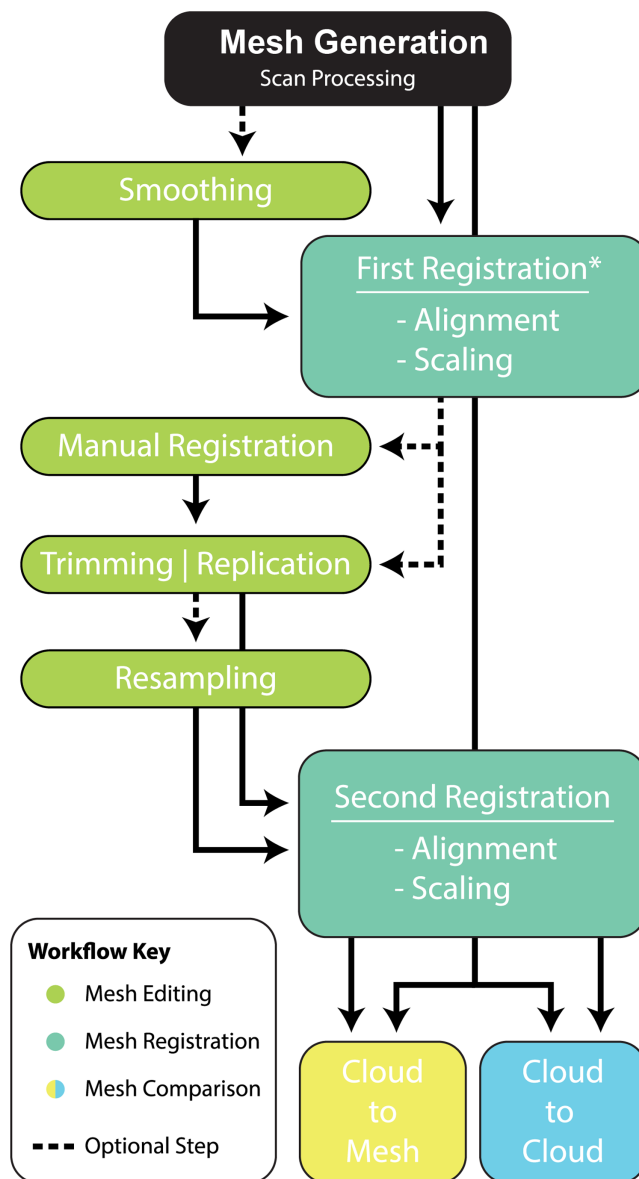 Mesh Generation
Scan Processing
Smoothing
First Registration*
- Alignment
- Scaling
Manual Registration
Trimming | Replication
Resampling
Second Registration
- Alignment
- Scaling
Workflow Key
Mesh Editing
Mesh Registration
Mesh Comparison
Optional Step
Cloud
to
Mesh
Cloud
to
Cloud